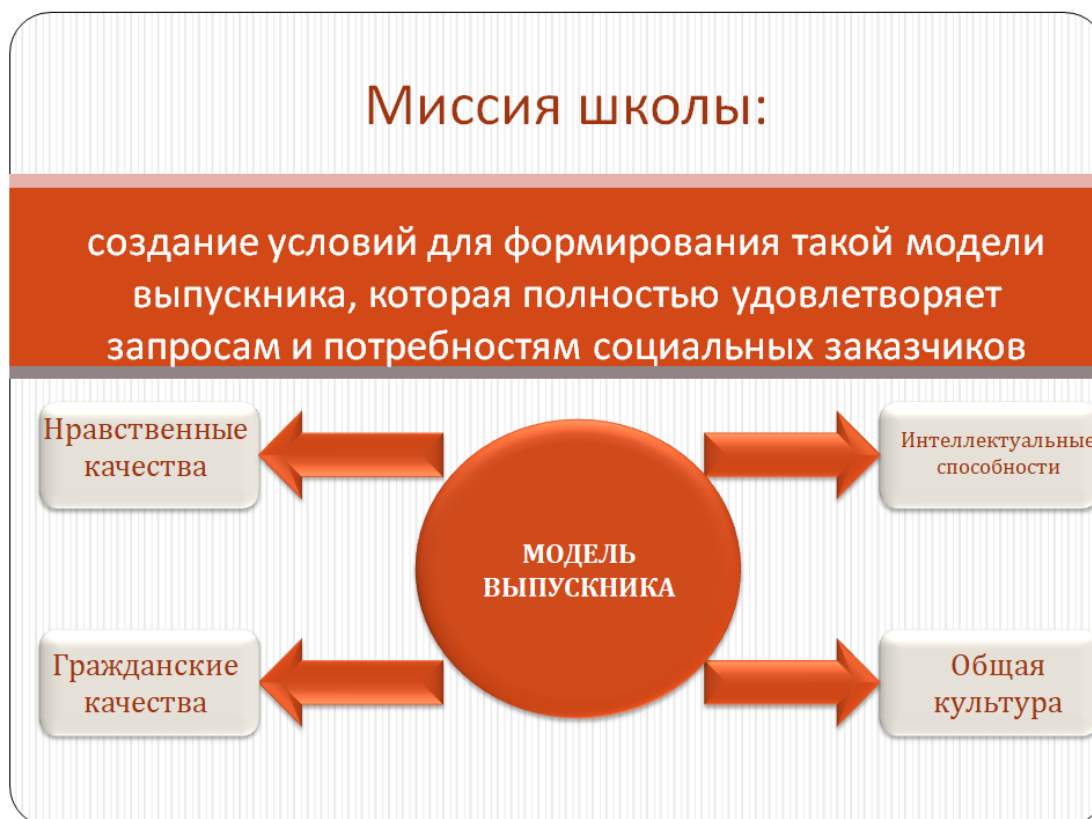 Миссия школы:
создание условий для формирования такой модели
выпускника, которая полностью удовлетворяет
запросам и потребностям социальных заказчиков
Нравственные
качества
Интеллектуальные
способности
МОДЕЛЬ
ВЫПУСКНИКА
Гражданские
качества
Общая
культура